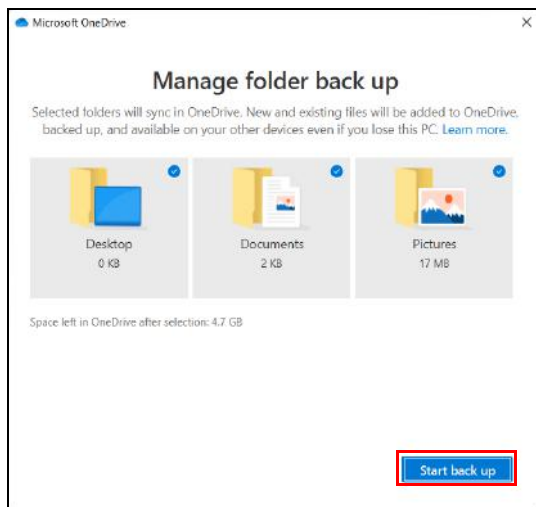 Microsoft OneDrive
Manage folder back up
Selected folders will sync in OneDrive. New and existing files will be added to OneDrive,
backed up, and available on your other devices even if you lose this PC. Learn more.
Desktop Documents Pictures
0 KB 2 KB 17 MB
Space left in OneDrive after selection: 4.7 GB
Start back up